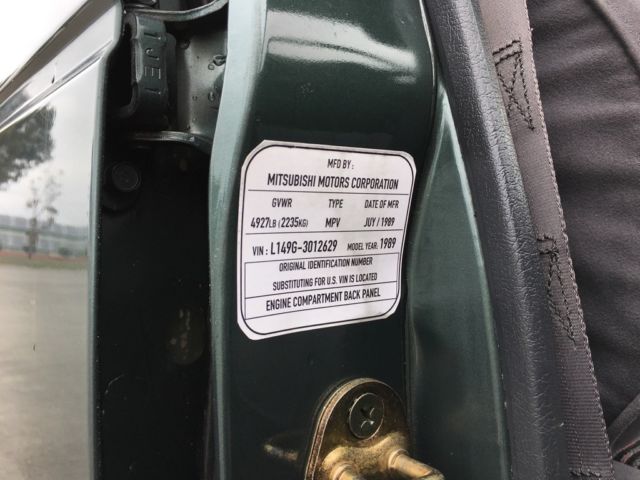 MFD BY :
MITSUBISHI MOTORS CORPORATION
GVWR TYPE DATE OF MFR
4927LB (2235KG) MPV JUY / 1989
VIN : L149G-3012629 MODEL YEAR: 1989
ORIGINAL IDENTIFICATION NUMBER
SUBSTITUTING FOR U.S. VIN IS LOCATED
ENGINE COMPARTMENT BACK PANEL